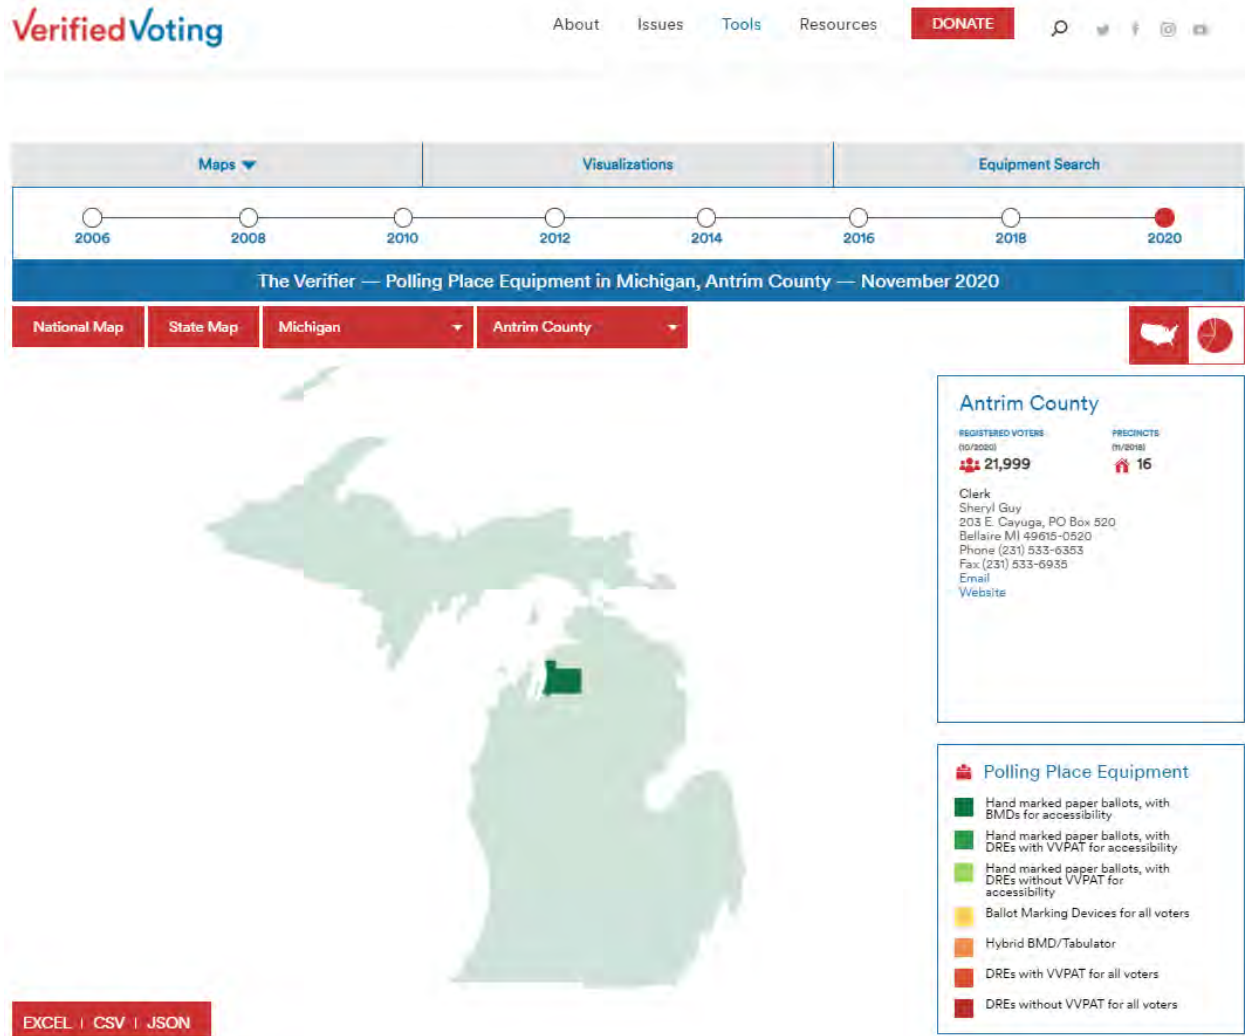 Verified Voting
About Issues Tools Resources DONATE
Maps Visualizations Equipment Search
2006 2008 2010 2012 2014 2016 2018 2020
The Verifier — Polling Place Equipment in Michigan, Antrim County — November 2020
National Map State Map Michigan Antrim County
Antrim County
REGISTERED VOTERS PRECINCTS
(10/2020) (11/2018)
21,999 16
Clerk
Sheryl Guy
203 E. Cayuga, PO Box 520
Bellaire MI 49615-0520
Phone (231) 533-6353
Fax (231) 533-6935
Email
Website
Polling Place Equipment
Hand marked paper ballots, with
BMDs for accessibility
Hand marked paper ballots, with
DREs with VVPAT for accessibility
Hand marked paper ballots, with
DREs without VVPAT for
accessibility
Ballot Marking Devices for all voters
Hybrid BMD/Tabulator
DREs with VVPAT for all voters
DREs without VVPAT for all voters
EXCEL | CSV | JSON